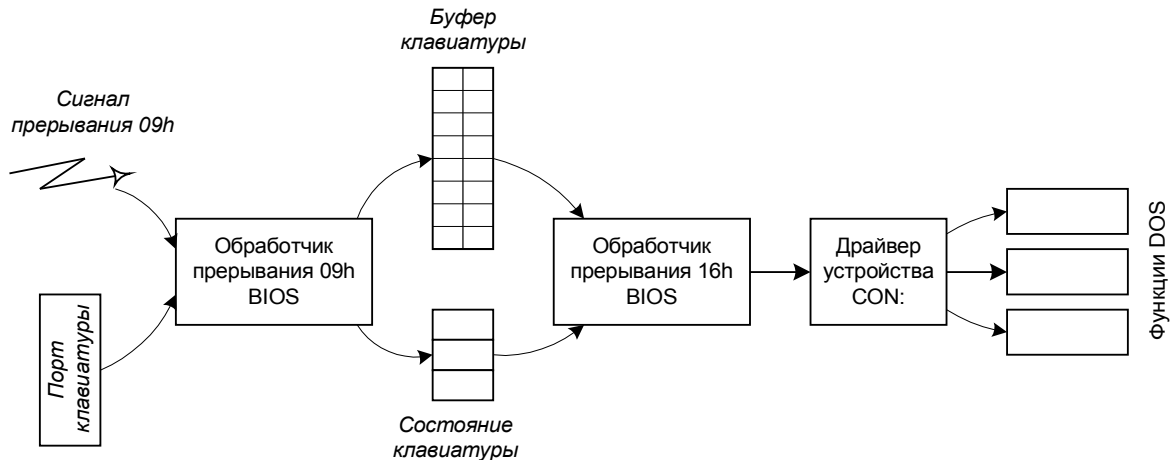 Буфер
клавиатуры
Сигнал
прерывания 09h
Обработчик
прерывания 09h
BIOS
Обработчик
прерывания 16h
BIOS
Драйвер
устройства
CON:
Функции DOS
Порт
клавиатуры
Состояние
клавиатуры